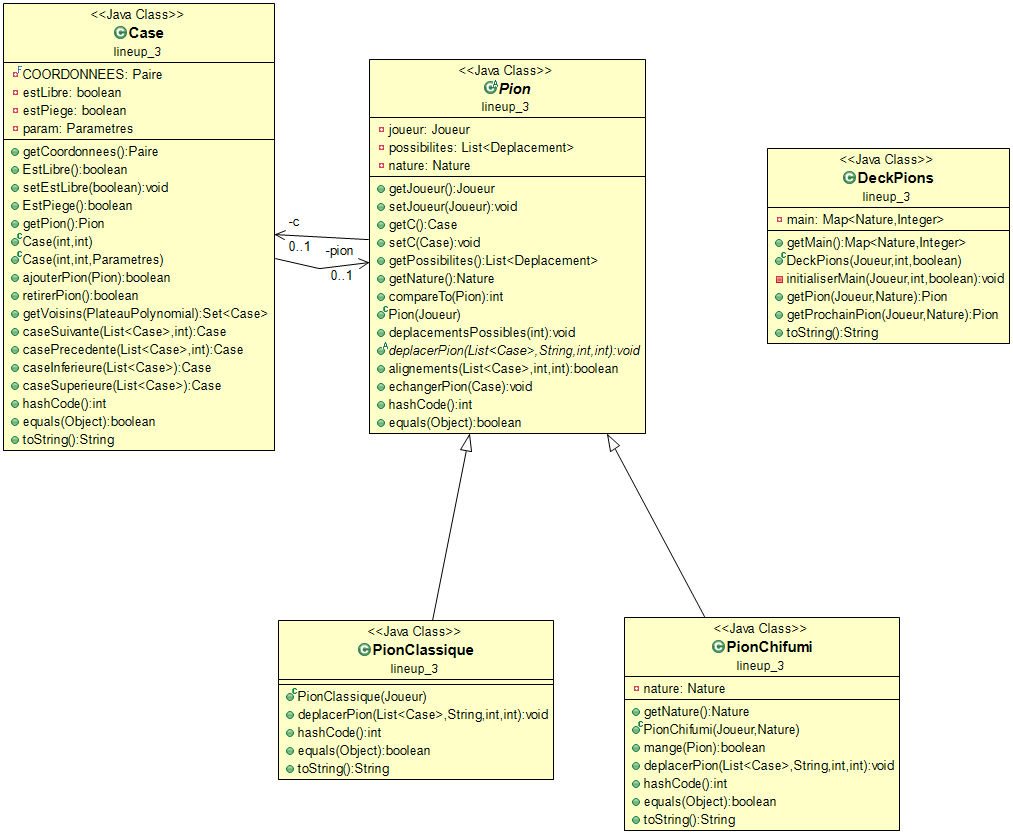 <<Java Class>>
Case
lineup_3
COORDONNEES: Paire
estLibre: boolean
estPiege: boolean
param: Parametres
getCoordonnees():Paire
EstLibre():boolean
setEstLibre(boolean):void
EstPiege():boolean
getPion():Pion
Case(int,int)
Case(int,int,Parametres)
ajouterPion(Pion):boolean
retirerPion():boolean
getVoisins(PlateauPolynomial):Set<Case>
caseSuivante(List<Case>,int):Case
casePrecedente(List<Case>,int):Case
caseInferieure(List<Case>):Case
caseSuperieure(List<Case>):Case
hashCode():int
equals(Object):boolean
toString():String
-c
0..1
-pion
0..1
<<Java Class>>
Pion
lineup_3
joueur: Joueur
possibilites: List<Deplacement>
nature: Nature
getJoueur():Joueur
setJoueur(Joueur):void
getC():Case
setC(Case):void
getPossibilites():List<Deplacement>
getNature():Nature
compareTo(Pion):int
Pion(Joueur)
deplacementsPossibles(int):void
deplacerPion(List<Case>,String,int,int):void
alignements(List<Case>,int,int):boolean
echangerPion(Case):void
hashCode():int
equals(Object):boolean
<<Java Class>>
DeckPions
lineup_3
main: Map<Nature,Integer>
getMain():Map<Nature,Integer>
DeckPions(Joueur,int,boolean)
initialiserMain(Joueur,int,boolean):void
getPion(Joueur,Nature):Pion
getProchainPion(Joueur,Nature):Pion
toString():String
<<Java Class>>
PionClassique
lineup_3
PionClassique(Joueur)
deplacerPion(List<Case>,String,int,int):void
hashCode():int
equals(Object):boolean
toString():String
<<Java Class>>
PionChifumi
lineup_3
nature: Nature
getNature():Nature
PionChifumi(Joueur,Nature)
mange(Pion):boolean
deplacerPion(List<Case>,String,int,int):void
hashCode():int
equals(Object):boolean
toString():String